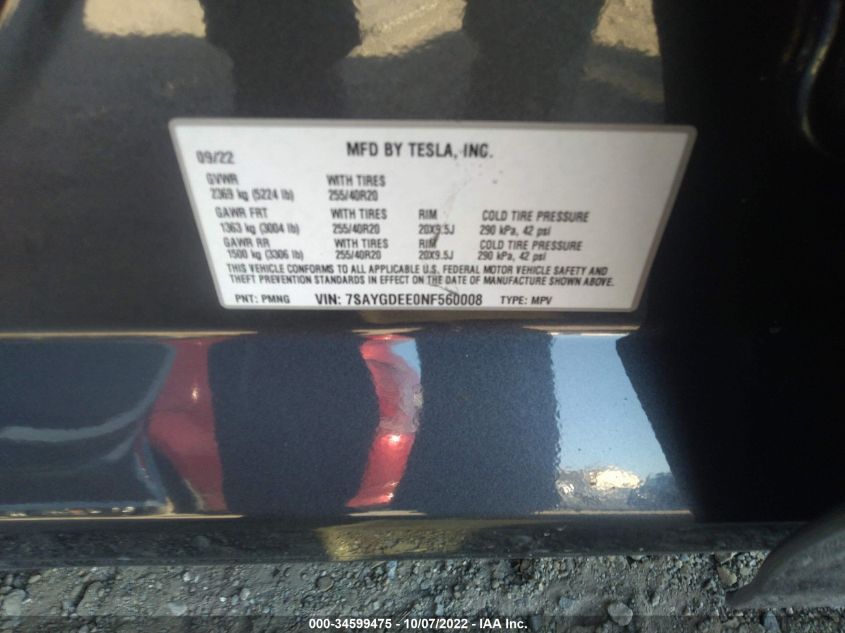 MFD BY TESLA, INC.
09/22
GVWR WITH TIRES
2369 kg (5224 lb) 255/40R20
GAWR FRT WITH TIRES RIM COLD TIRE PRESSURE
1363 kg (3004 lb) 255/40R20 20X9.5J 290 kPa, 42 psi
GAWR RR WITH TIRES RIM COLD TIRE PRESSURE
1500 kg (3306 lb) 255/40R20 20X9.5J 290 kPa, 42 psi
THIS VEHICLE CONFORMS TO ALL APPLICABLE U.S. FEDERAL MOTOR VEHICLE SAFETY AND
THEFT PREVENTION STANDARDS IN EFFECT ON THE DATE OF MANUFACTURE SHOWN ABOVE.
PNT: PMNG VIN: 7SAYGDEE0NF560008 TYPE: MPV
000-34599475 - 10/07/2022 - IAA Inc.